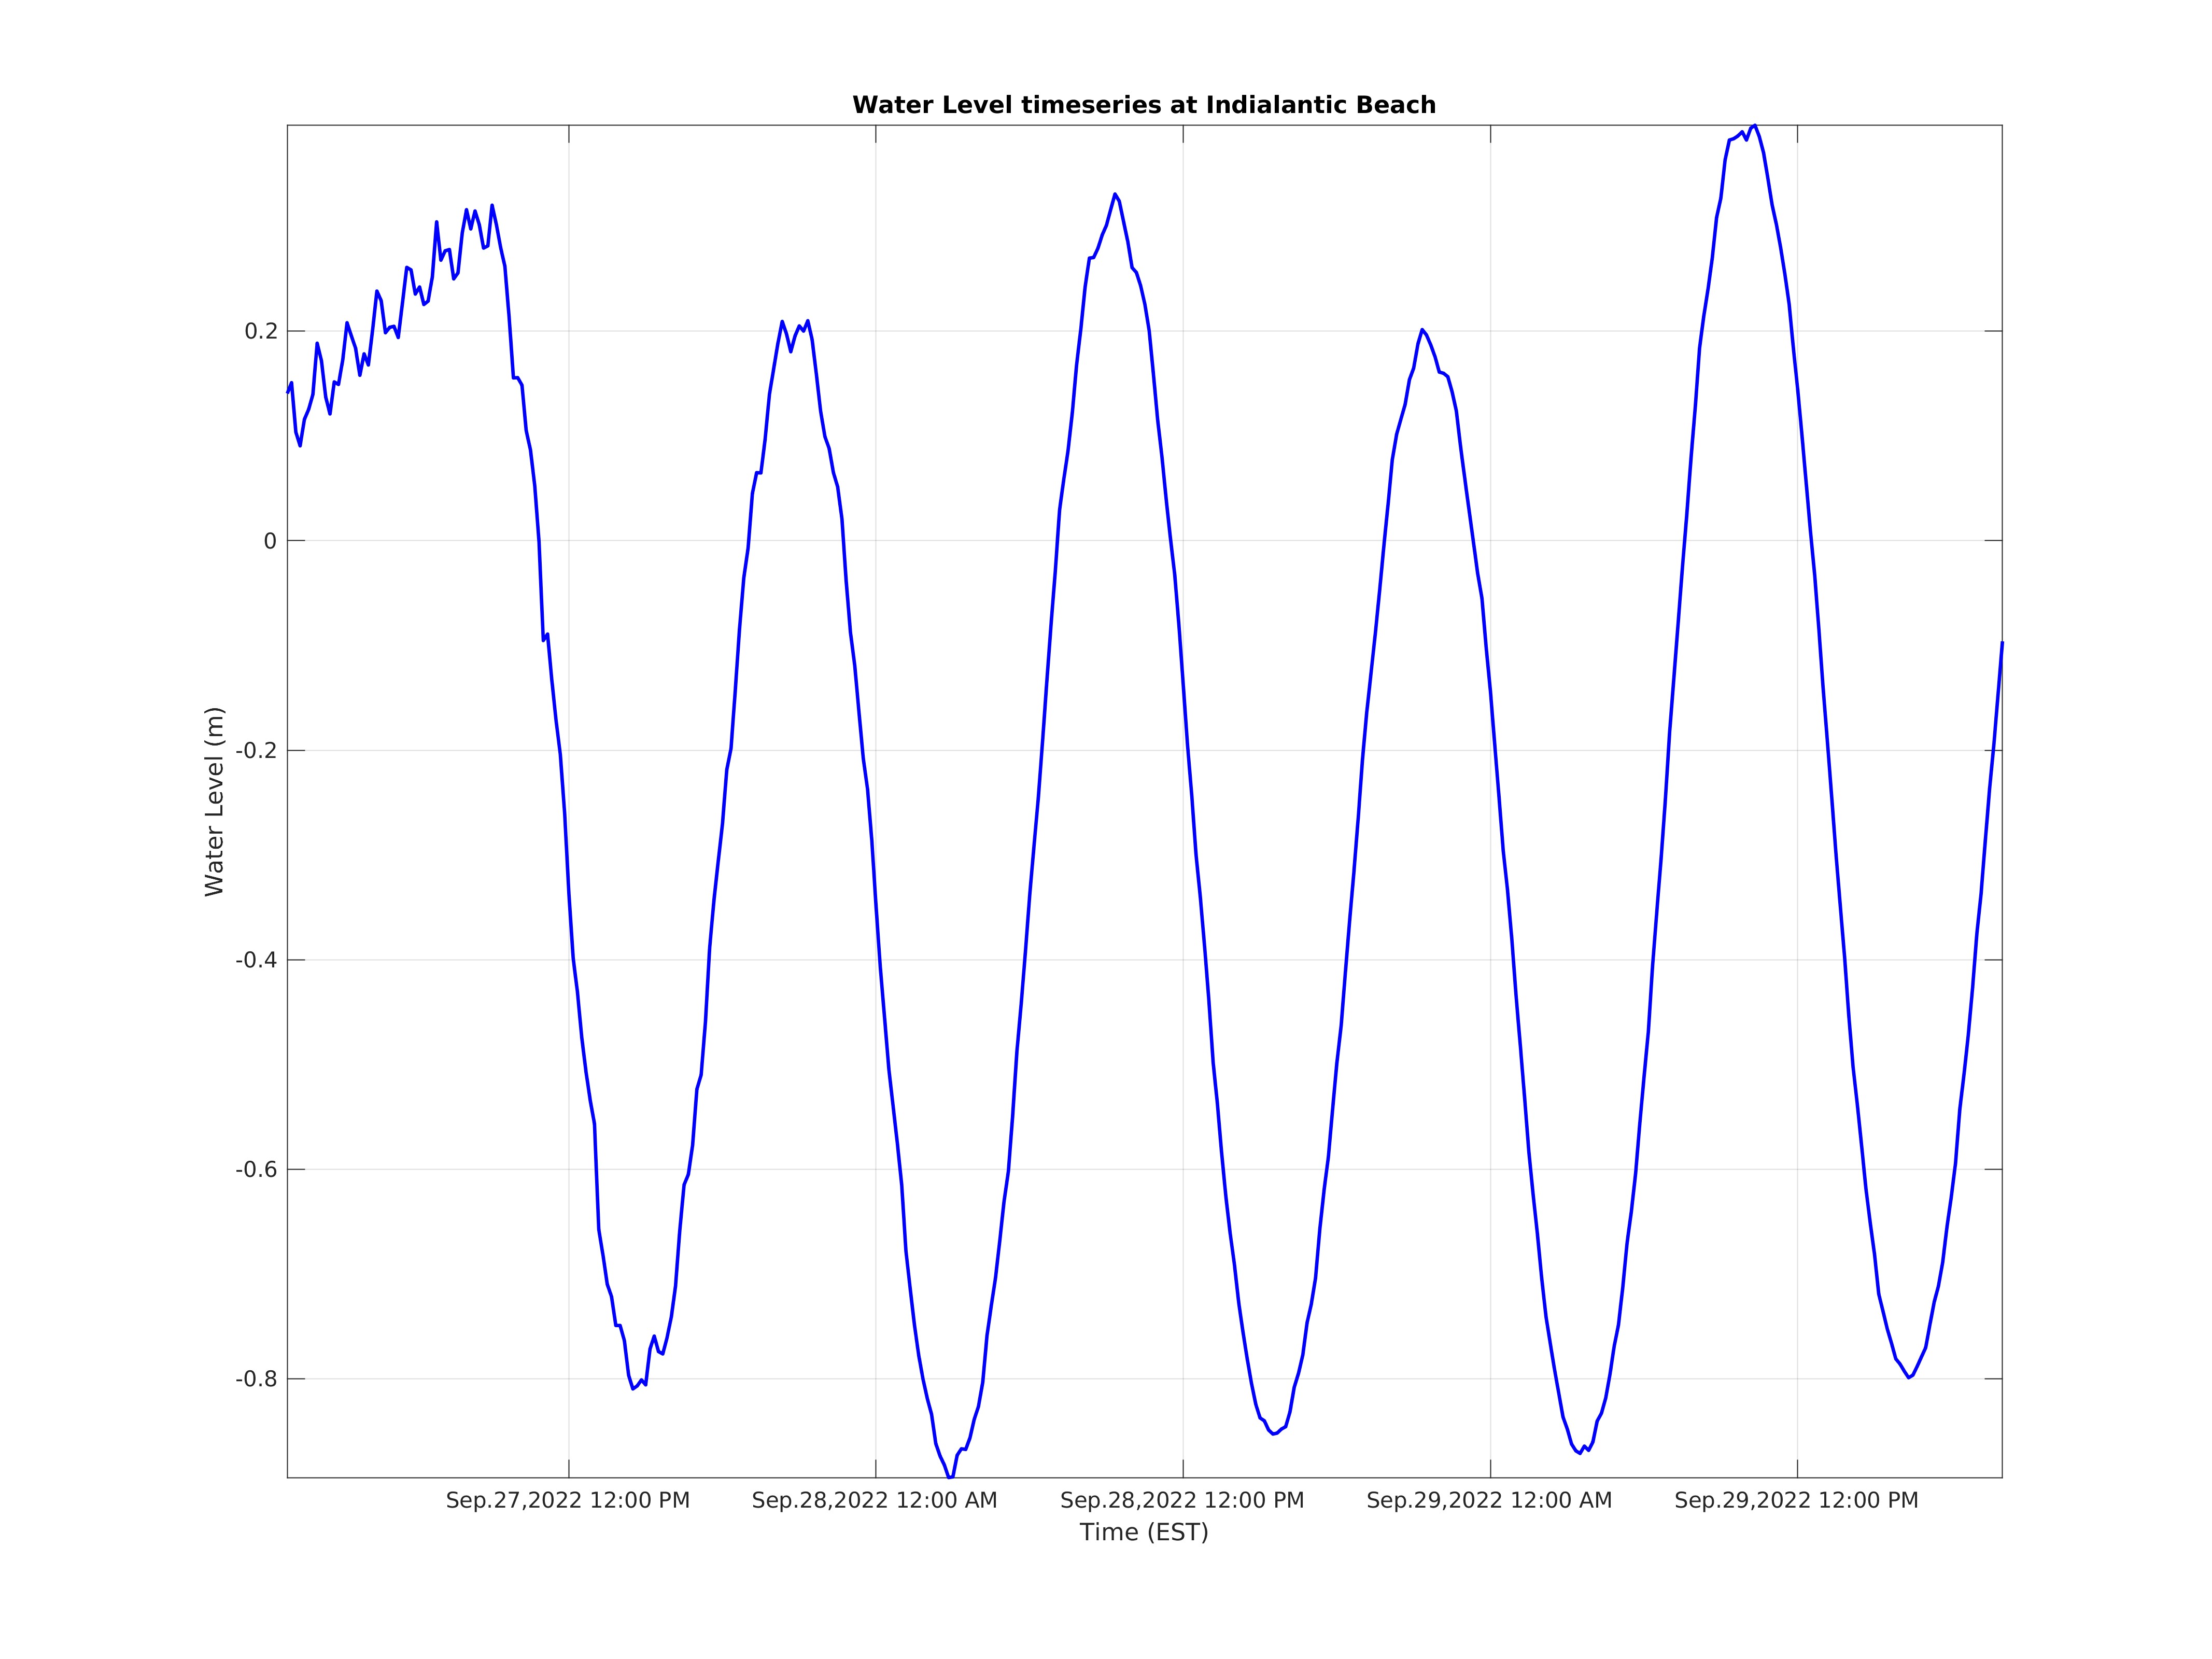 Water Level timeseries at Indialantic Beach
0.2
0
-0.2
-0.4
-0.6
-0.8
Water Level (m)
Sep.27,2022 12:00 PM
Sep.28,2022 12:00 AM
Sep.28,2022 12:00 PM
Sep.29,2022 12:00 AM
Sep.29,2022 12:00 PM
Time (EST)